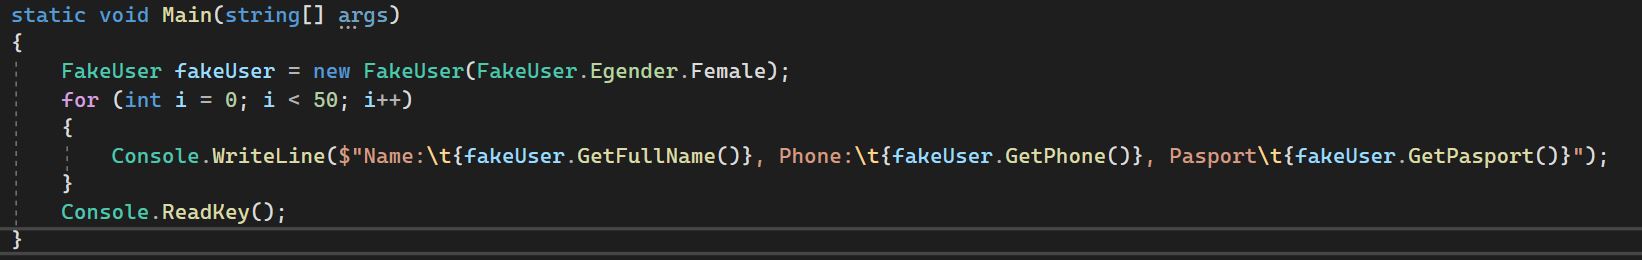 static void Main(string[] args)
{
FakeUser fakeUser = new FakeUser(FakeUser.Egender.Female);
for (int i = 0; i < 50; i++)
{
Console.WriteLine($"Name:\t{fakeUser.GetFullName()}, Phone:\t{fakeUser.GetPhone()}, Pasport\t{fakeUser.GetPasport()}");
}
Console.ReadKey();
}